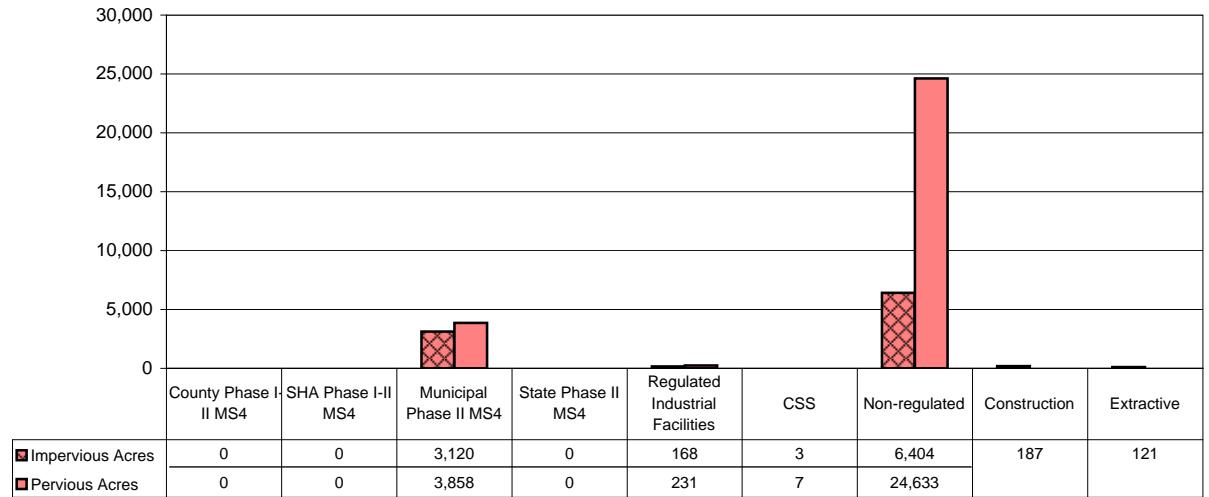 30,000
25,000
20,000
15,000
10,000
5,000
0
County Phase I-
II MS4
SHA Phase I-II
MS4
Municipal
Phase II MS4
State Phase II
MS4
Regulated
Industrial
Facilities
CSS
Non-regulated
Construction
Extractive
Impervious Acres 0 0 3,120 0 168 3 6,404 187 121
Pervious Acres 0 0 3,858 0 231 7 24,633